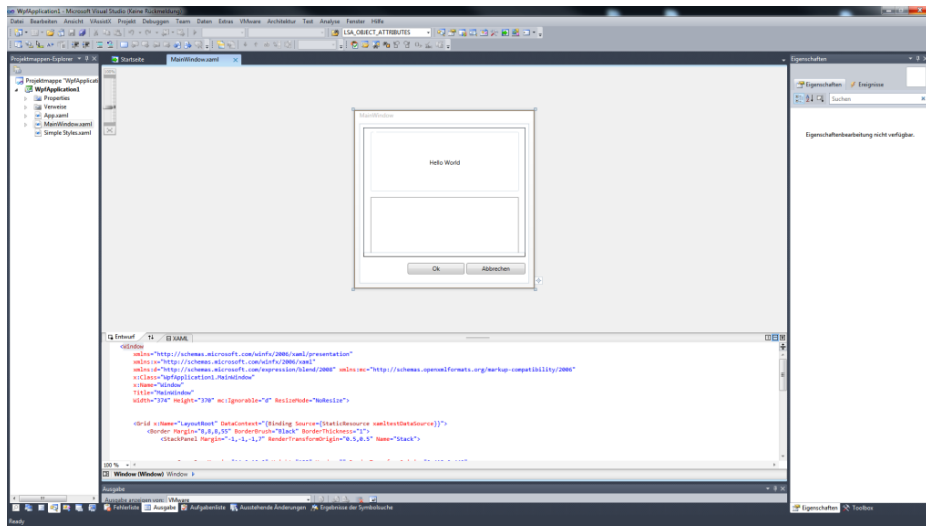 WpfApplication1 - Microsoft Visual Studio (Keine Rückmeldung)
Datei Bearbeiten Ansicht VAssistX Projekt Debuggen Team Daten Extras VMware Architektur Test Analyse Fenster Hilfe
LSA_OBJECT_ATTRIBUTES
Projektmappen-Explorer
Startseite
MainWindow.xaml
Eigenschaften
Projektmappe "WpfApplicati
WpfApplication1
Properties
Verweise
App.xaml
MainWindow.xaml
Simple Styles.xaml
Eigenschaften
Ereignisse
Suchen
Eigenschaftenbearbeitung nicht verfügbar.
MainWindow
Hello World
Ok
Abbrechen
Entwurf
XAML
<Window
xmlns="http://schemas.microsoft.com/winfx/2006/xaml/presentation"
xmlns:x="http://schemas.microsoft.com/winfx/2006/xaml"
xmlns:d="http://schemas.microsoft.com/expression/blend/2008" xmlns:mc="http://schemas.openxmlformats.org/markup-compatibility/2006"
x:Class="WpfApplication1.MainWindow"
x:Name="Window"
Title="MainWindow"
Width="374" Height="370" mc:Ignorable="d" ResizeMode="NoResize">
<Grid x:Name="LayoutRoot" DataContext="{Binding Source={StaticResource xamltestDataSource}}">
<Border Margin="8,8,8,55" BorderBrush="Black" BorderThickness="1">
<StackPanel Margin="-1,-1,-1,7" RenderTransformOrigin="0.5,0.5" Name="Stack">
100 %
Window (Window) Window
Ausgabe
Ausgabe anzeigen von: VMware
Fehlerliste Ausgabe Aufgabenliste Ausstehende Änderungen Ergebnisse der Symbolsuche
Eigenschaften Toolbox
Ready